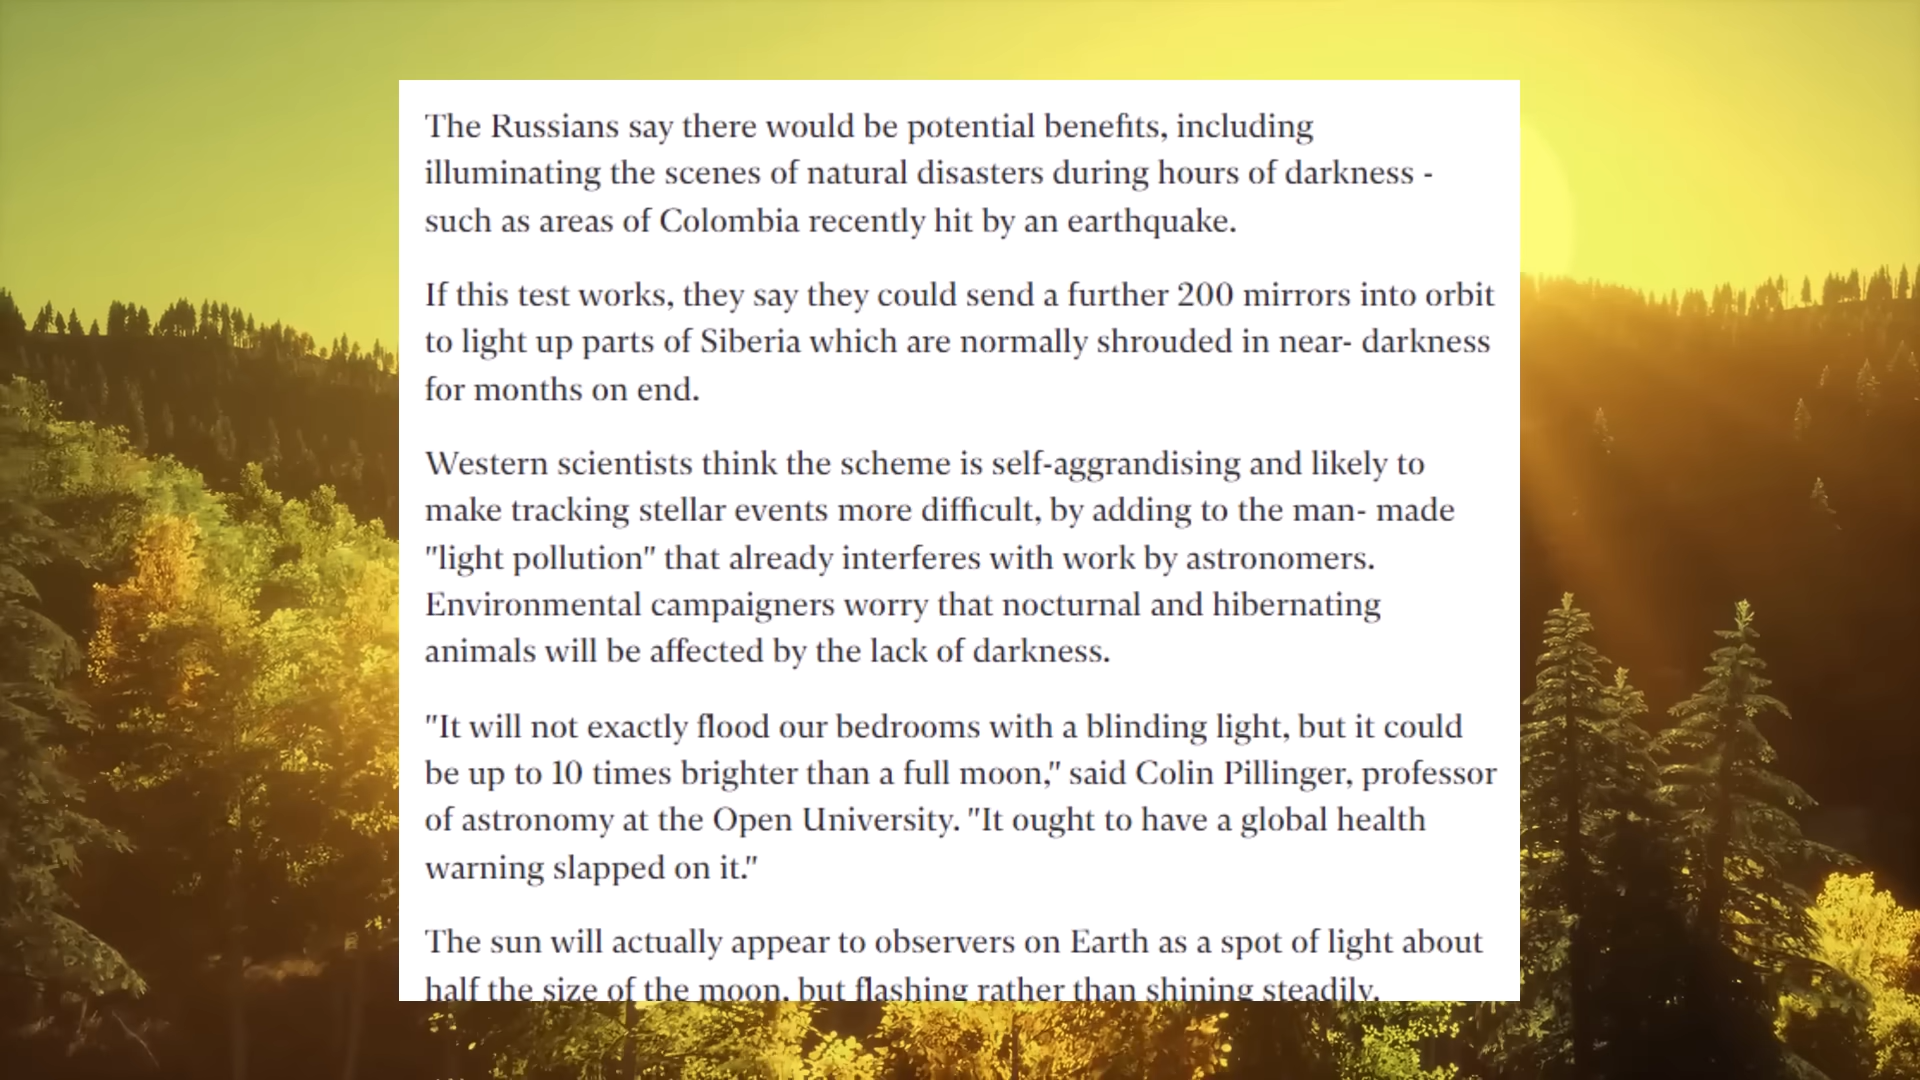 The Russians say there would be potential benefits, including
illuminating the scenes of natural disasters during hours of darkness -
such as areas of Colombia recently hit by an earthquake.
If this test works, they say they could send a further 200 mirrors into orbit
to light up parts of Siberia which are normally shrouded in near- darkness
for months on end.
Western scientists think the scheme is self-aggrandising and likely to
make tracking stellar events more difficult, by adding to the man- made
"light pollution" that already interferes with work by astronomers.
Environmental campaigners worry that nocturnal and hibernating
animals will be affected by the lack of darkness.
"It will not exactly flood our bedrooms with a blinding light, but it could
be up to 10 times brighter than a full moon," said Colin Pillinger, professor
of astronomy at the Open University. "It ought to have a global health
warning slapped on it."
The sun will actually appear to observers on Earth as a spot of light about
half the size of the moon, but flashing rather than shining steadily.